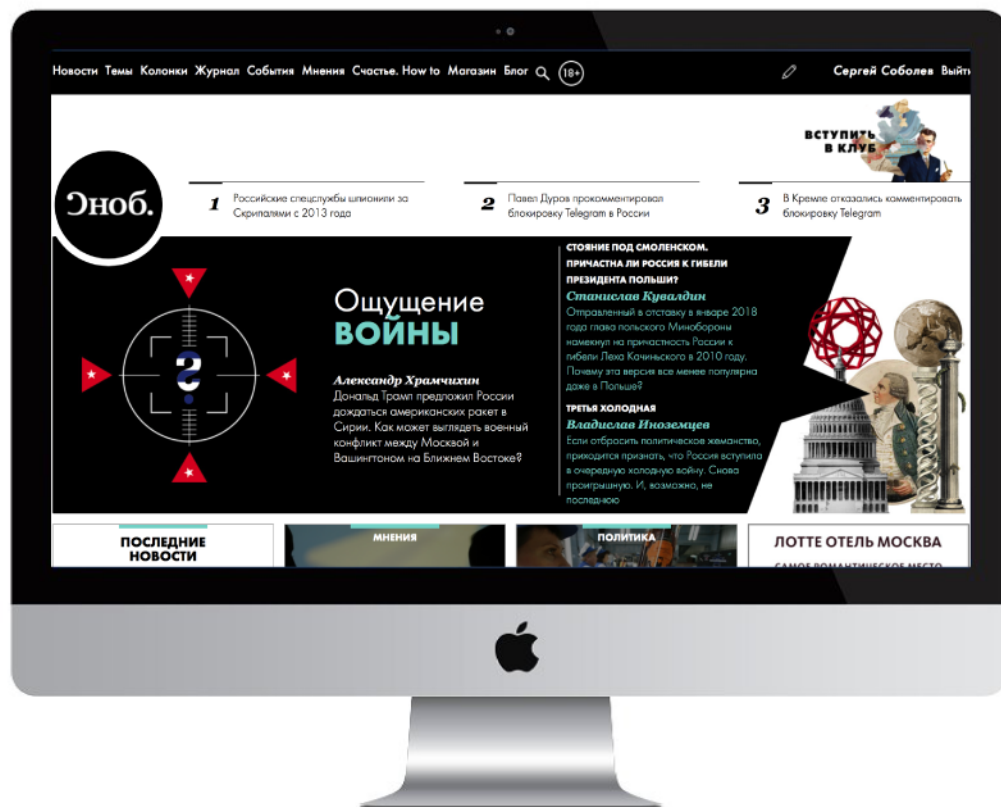 Новости Темы Колонки Журнал События Мнения Счастье. How to Магазин Блог 18+ Сергей Соболев Выйти
ВСТУПИТЬ
В КЛУБ
Сноб.
1 Российские спецслужбы шпионили за
Скрипалями с 2013 года
2 Павел Дуров прокомментировал
блокировку Telegram в России
3 В Кремле отказались комментировать
блокировку Telegram
Ощущение
ВОЙНЫ
Александр Храмчихин
Дональд Трамп предложил России
дождаться американских ракет в
Сирии. Как может выглядеть военный
конфликт между Москвой и
Вашингтоном на Ближнем Востоке?
СТОЯНИЕ ПОД СМОЛЕНСКОМ.
ПРИЧАСТНА ЛИ РОССИЯ К ГИБЕЛИ
ПРЕЗИДЕНТА ПОЛЬШИ?
Станислав Кувалдин
Отправленный в отставку в январе 2018
года глава польского Минобороны
намекнул на причастность России к
гибели Леха Качиньского в 2010 году.
Почему эта версия все менее популярна
даже в Польше?
ТРЕТЬЯ ХОЛОДНАЯ
Владислав Иноземцев
Если отбросить политическое жеманство,
приходится признать, что Россия вступила
в очередную холодную войну. Снова
проигрышную. И, возможно, не
последнюю
?
ПОСЛЕДНИЕ
НОВОСТИ
МНЕНИЯ
ПОЛИТИКА
ЛОТТЕ ОТЕЛЬ МОСКВА
САМОЕ РОМАНТИЧЕСКОЕ МЕСТО